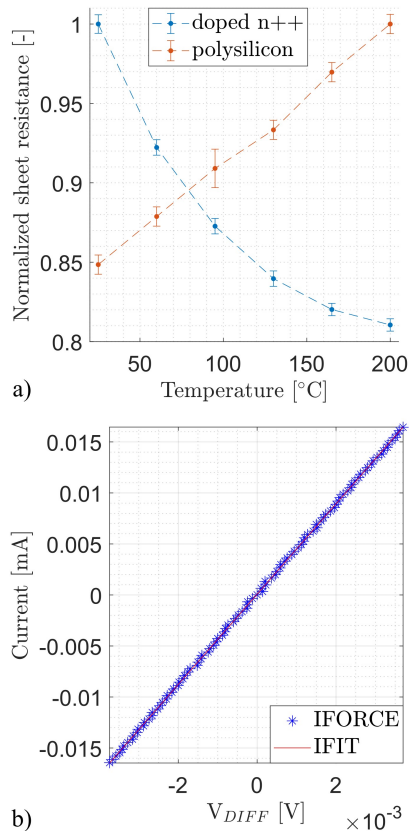 doped n++
polysilicon
1
0.95
0.9
0.85
0.8
Normalized sheet resistance [-]
50
100
150
200
Temperature [°C]
a)
0.015
0.01
0.005
0
-0.005
-0.01
-0.015
Current [mA]
IFORCE
IFIT
-2
0
2
×10⁻³
V_DIFF [V]
b)